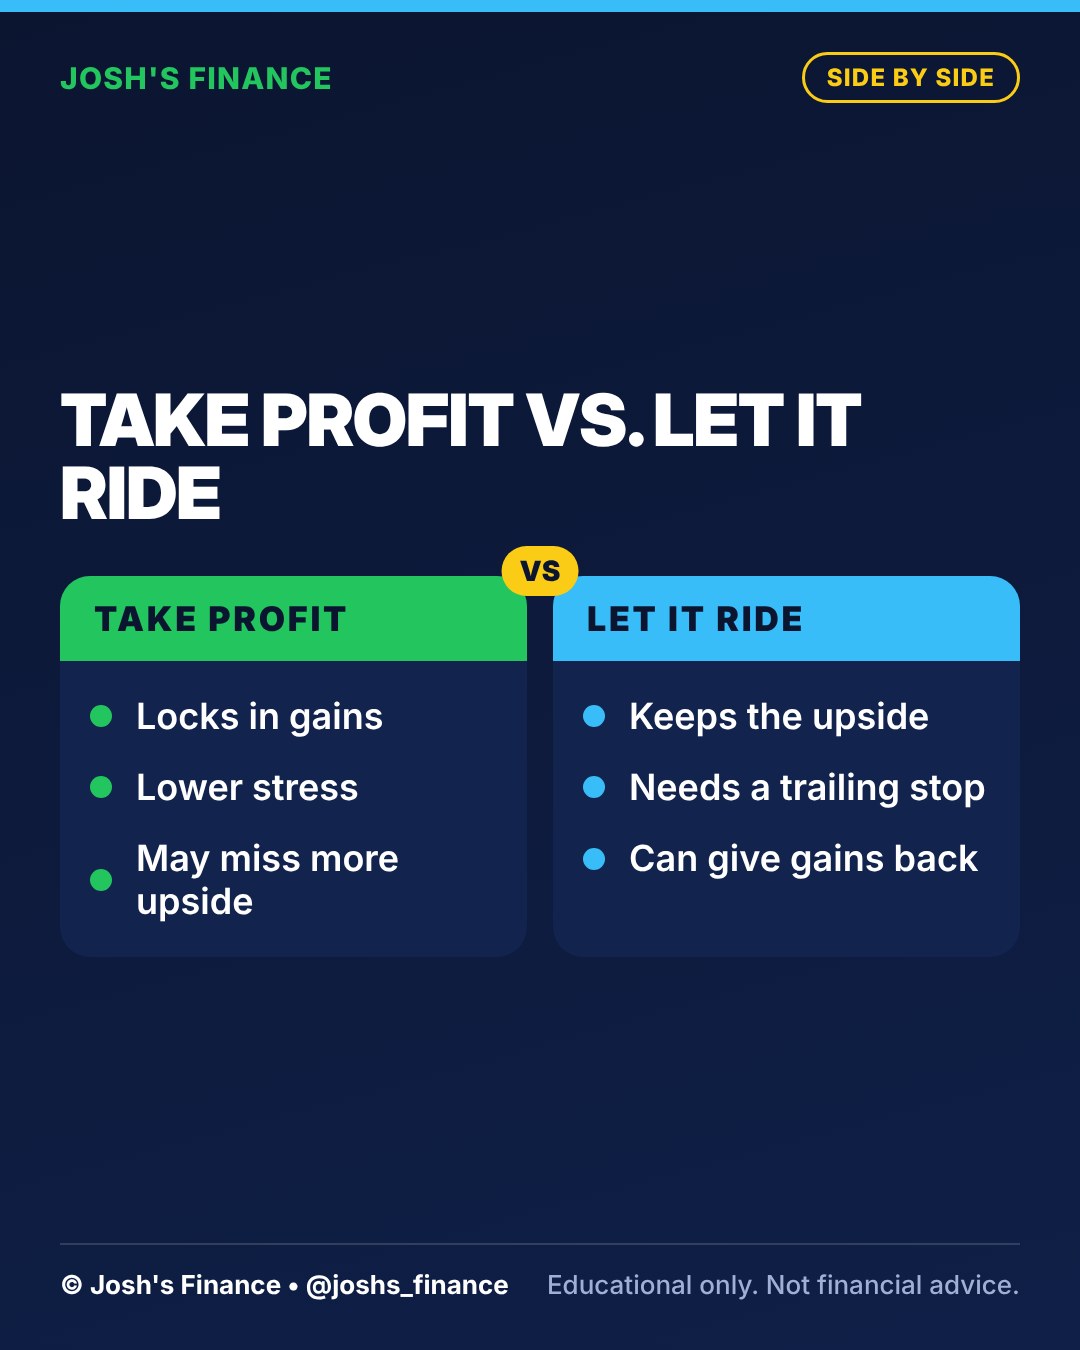 JOSH'S FINANCE
SIDE BY SIDE
TAKE PROFIT VS. LET IT
RIDE
VS
TAKE PROFIT
Locks in gains
Lower stress
May miss more
upside
LET IT RIDE
Keeps the upside
Needs a trailing stop
Can give gains back
© Josh's Finance • @joshs_finance
Educational only. Not financial advice.